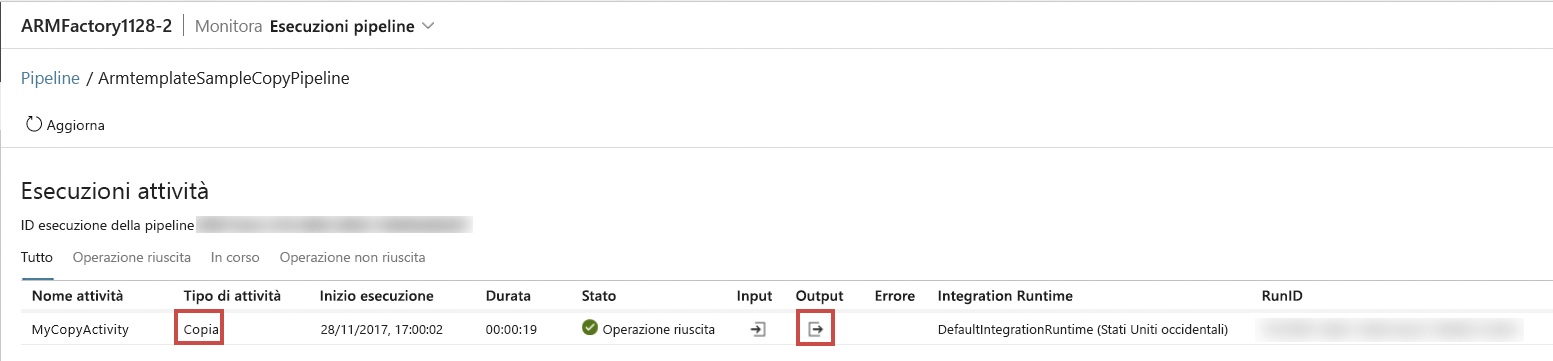 ARMFactory1128-2 Monitora Esecuzioni pipeline
Pipeline / ArmtemplateSampleCopyPipeline
Aggiorna
Esecuzioni attività
ID esecuzione della pipeline
Tutto Operazione riuscita In corso Operazione non riuscita
Nome attività Tipo di attività Inizio esecuzione Durata Stato Input Output Errore Integration Runtime RunID
MyCopyActivity Copia 28/11/2017, 17:00:02 00:00:19 Operazione riuscita DefaultIntegrationRuntime (Stati Uniti occidentali)